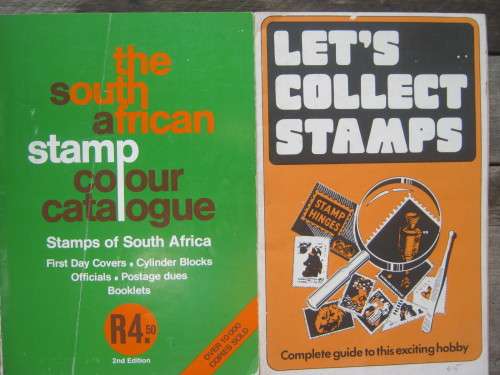 the
south
african
stamp
colour
catalogue
Stamps of South Africa
First Day Covers • Cylinder Blocks
Officials • Postage dues
Booklets
R4.50
2nd Edition
OVER 10 000
COPIES SOLD
LET'S
COLLECT
STAMPS
STAMP
HINGES
Complete guide to this exciting hobby